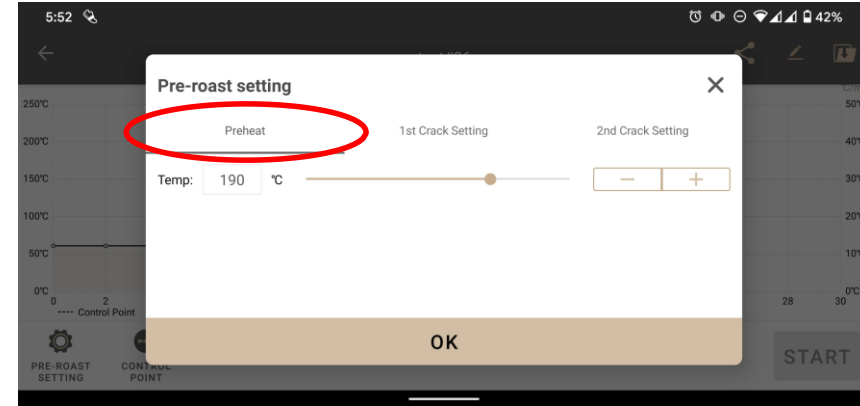 5:52
42%
Pre-roast setting
Preheat
1st Crack Setting
2nd Crack Setting
Temp: 190 ℃
− +
OK
250℃
200℃
150℃
100℃
50℃
0℃
0 2 28 30
---- Control Point
50
40
30
20
10
0℃
PRE-ROAST
SETTING
POINT
START